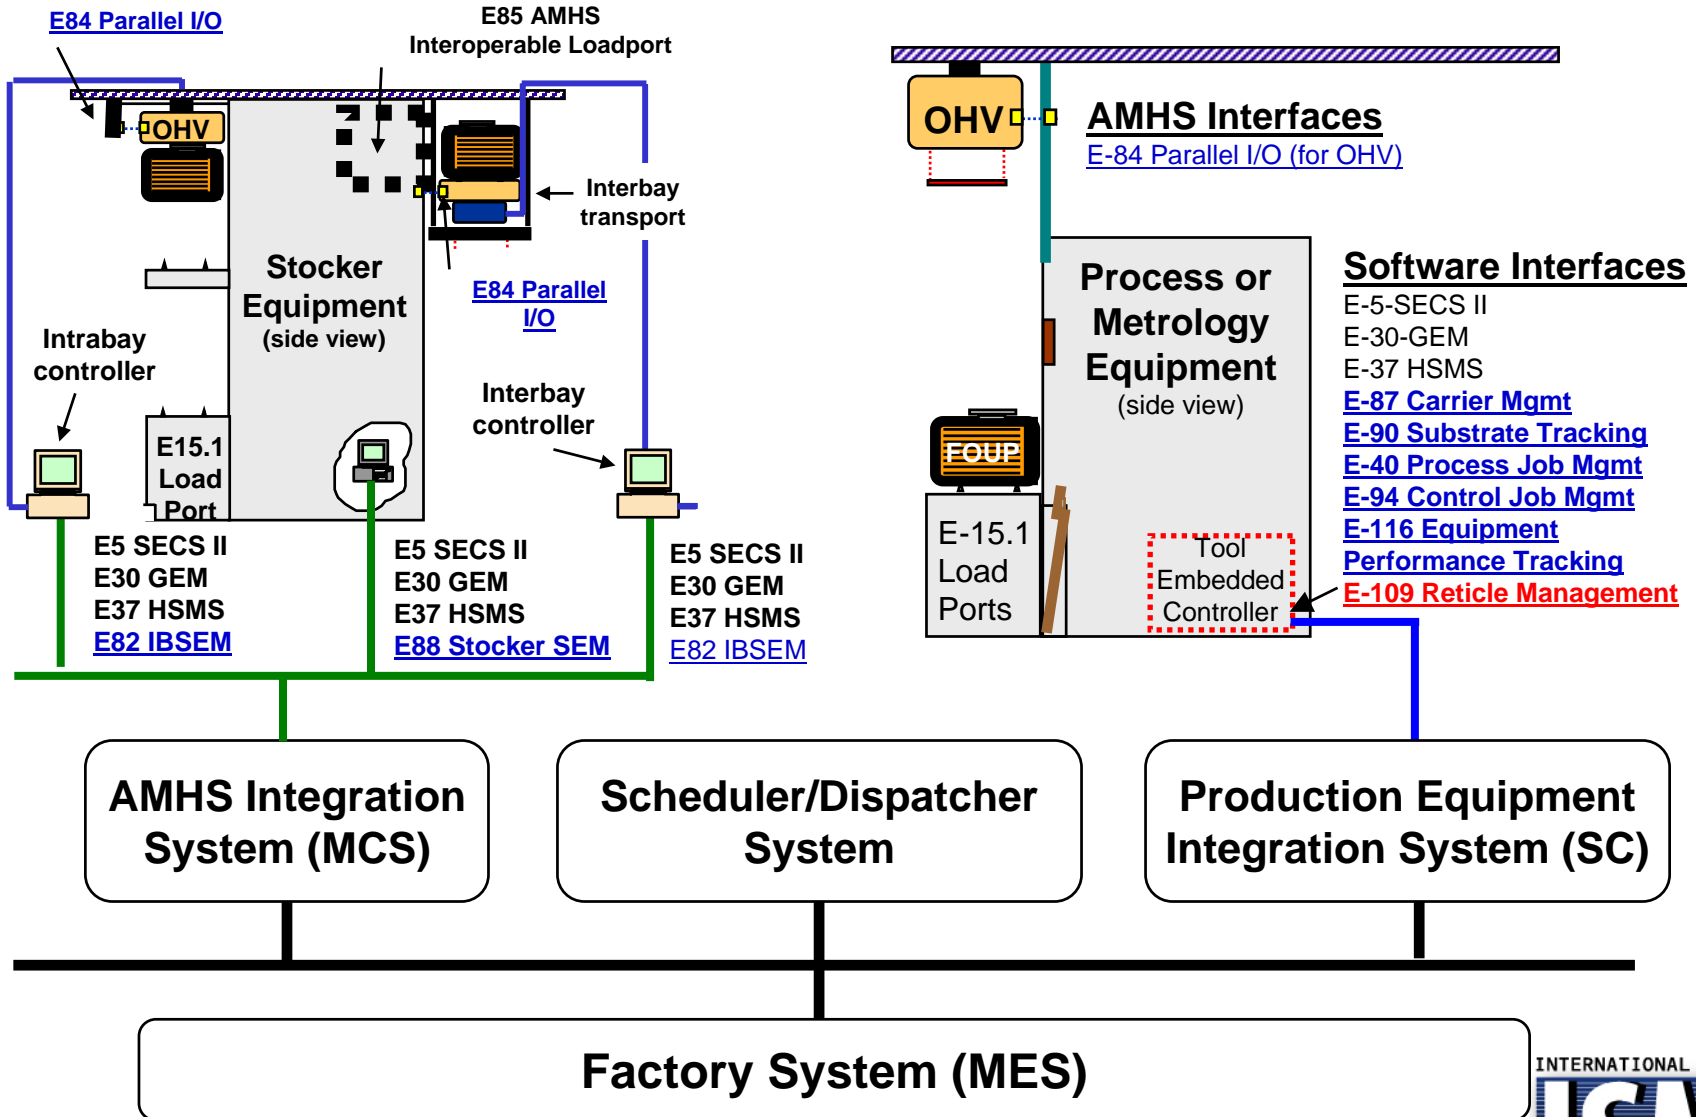 E84 Parallel I/O
E85 AMHS
Interoperable Loadport
OHV
Interbay
transport
Stocker
Equipment
(side view)
E84 Parallel
I/O
Intrabay
controller
Interbay
controller
E15.1
Load
Port
E5 SECS II
E30 GEM
E37 HSMS
E82 IBSEM
E5 SECS II
E30 GEM
E37 HSMS
E88 Stocker SEM
E5 SECS II
E30 GEM
E37 HSMS
E82 IBSEM
OHV
AMHS Interfaces
E-84 Parallel I/O (for OHV)
Process or
Metrology
Equipment
(side view)
FOUP
E-15.1
Load
Ports
Tool
Embedded
Controller
Software Interfaces
E-5-SECS II
E-30-GEM
E-37 HSMS
E-87 Carrier Mgmt
E-90 Substrate Tracking
E-40 Process Job Mgmt
E-94 Control Job Mgmt
E-116 Equipment
Performance Tracking
E-109 Reticle Management
AMHS Integration
System (MCS)
Scheduler/Dispatcher
System
Production Equipment
Integration System (SC)
Factory System (MES)
INTERNATIONAL